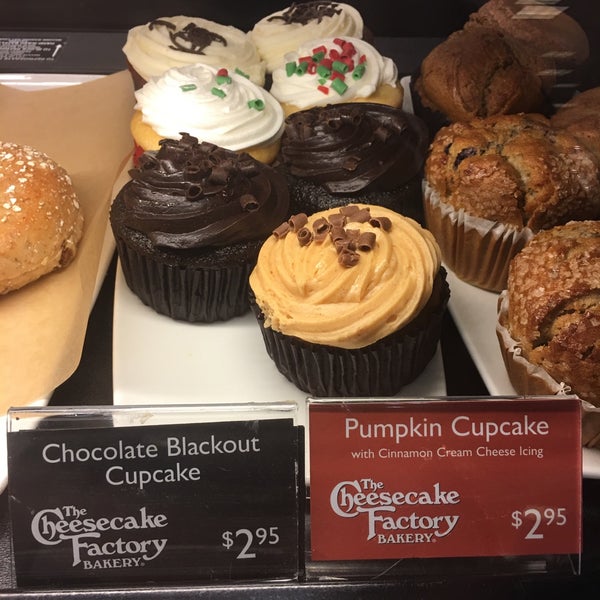 Chocolate Blackout
Cupcake
The
Cheesecake
Factory
BAKERY®
$2.95
Pumpkin Cupcake
with Cinnamon Cream Cheese Icing
The
Cheesecake
Factory
BAKERY®
$2.95